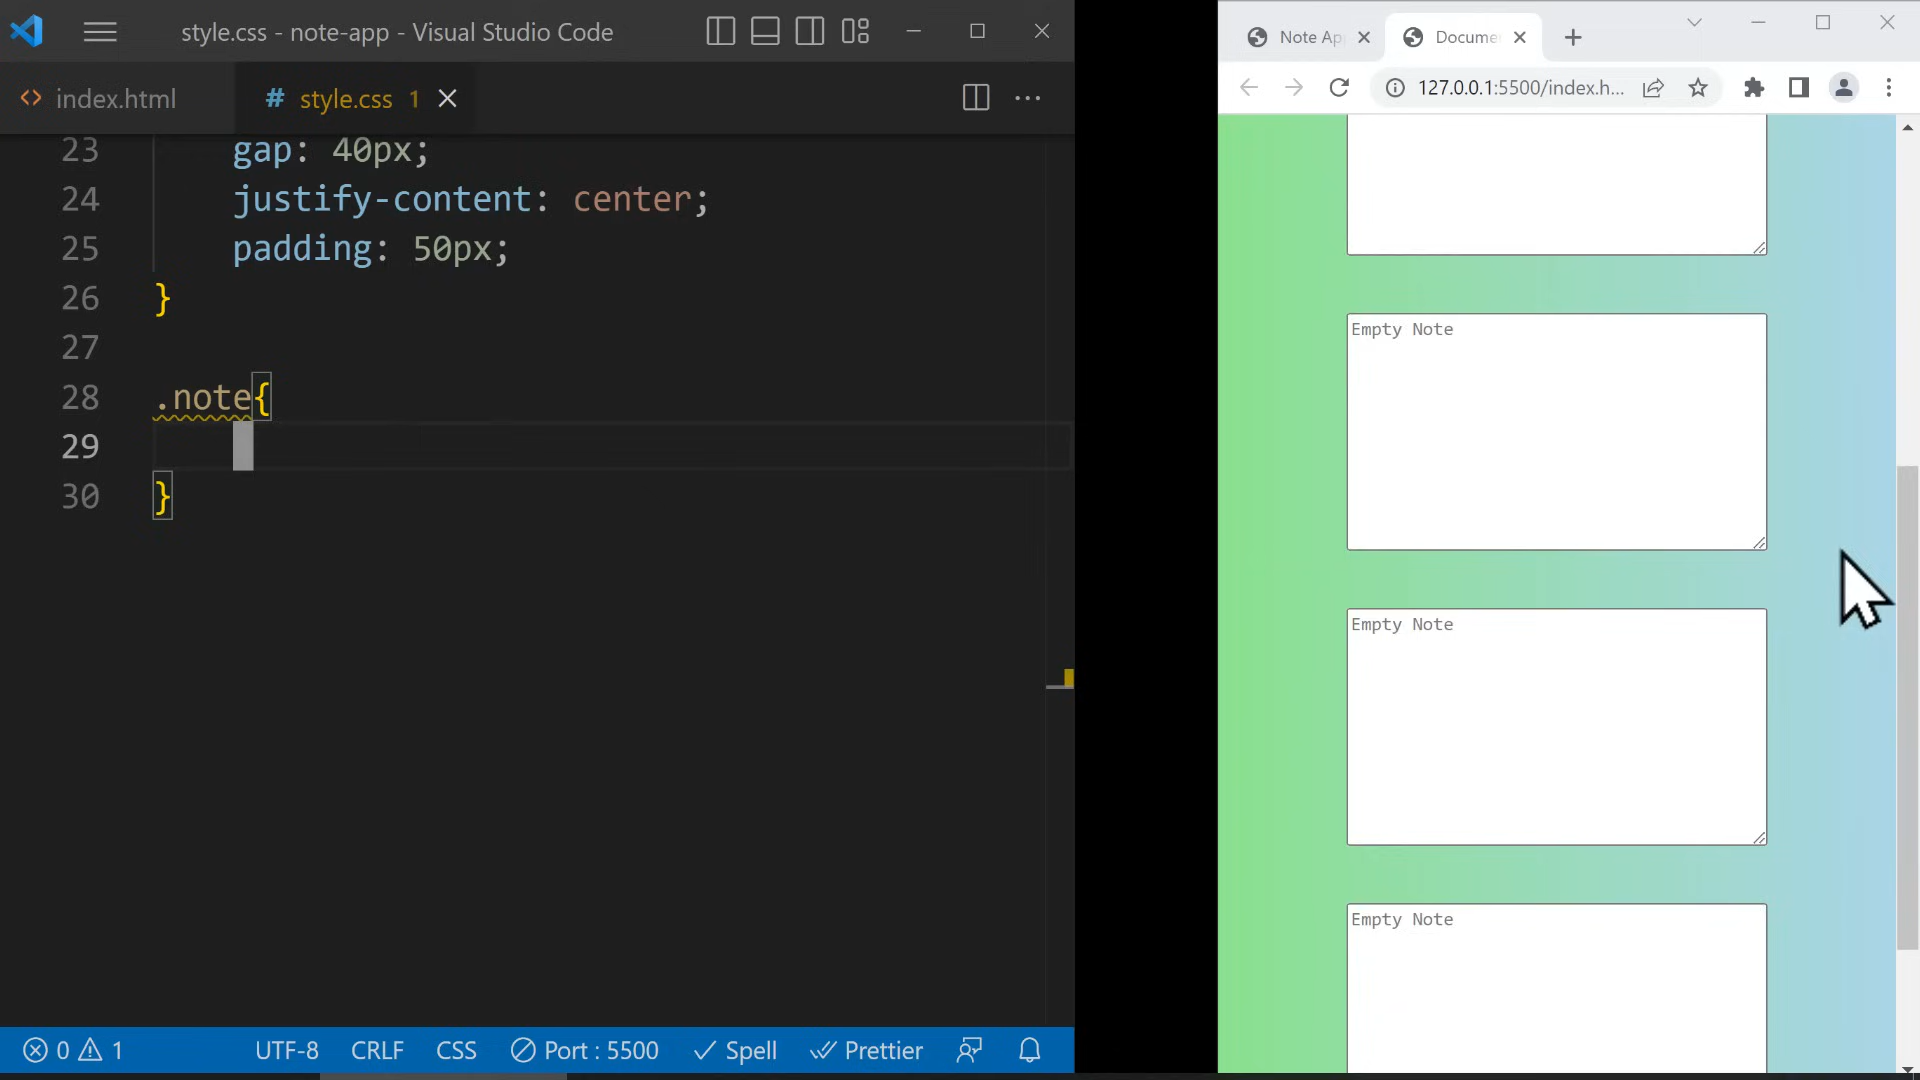 style.css - note-app - Visual Studio Code
index.html
# style.css 1
23 gap: 40px;
24 justify-content: center;
25 padding: 50px;
26 }
27
28 .note{
29
30 }
0 1 UTF-8 CRLF CSS Port : 5500 Spell Prettier
Note Ap
Docume
127.0.0.1:5500/index.h...
Empty Note
Empty Note
Empty Note